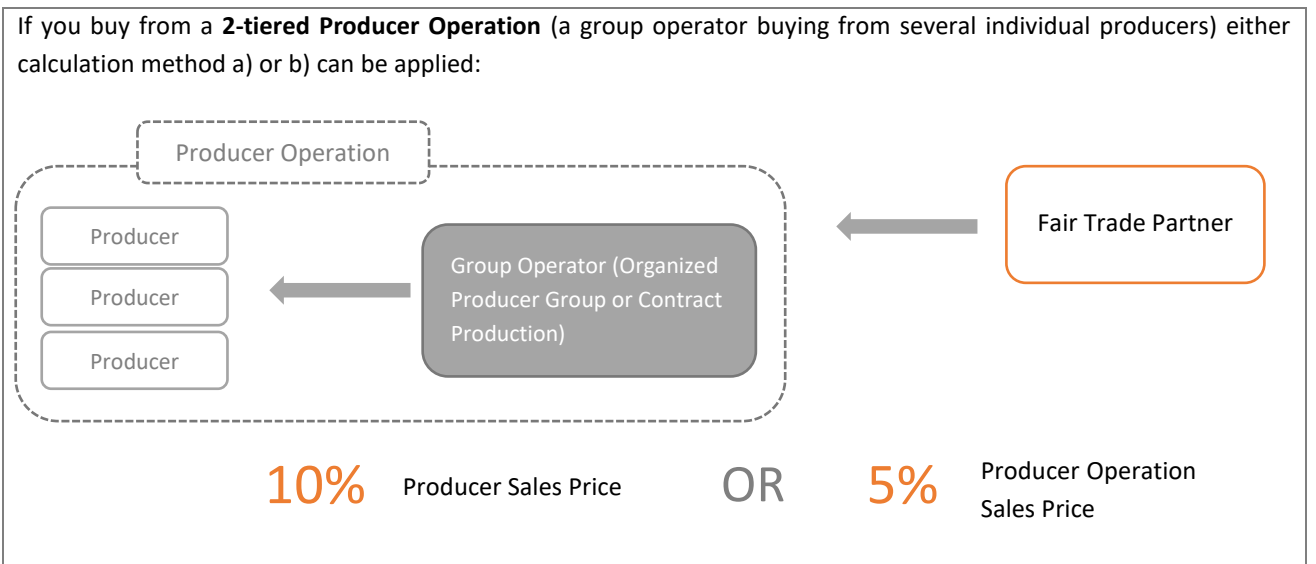 If you buy from a 2-tiered Producer Operation (a group operator buying from several individual producers) either
calculation method a) or b) can be applied:
Producer Operation
Producer
Producer
Producer
Group Operator (Organized
Producer Group or Contract
Production)
Fair Trade Partner
10% Producer Sales Price OR 5% Producer Operation
Sales Price